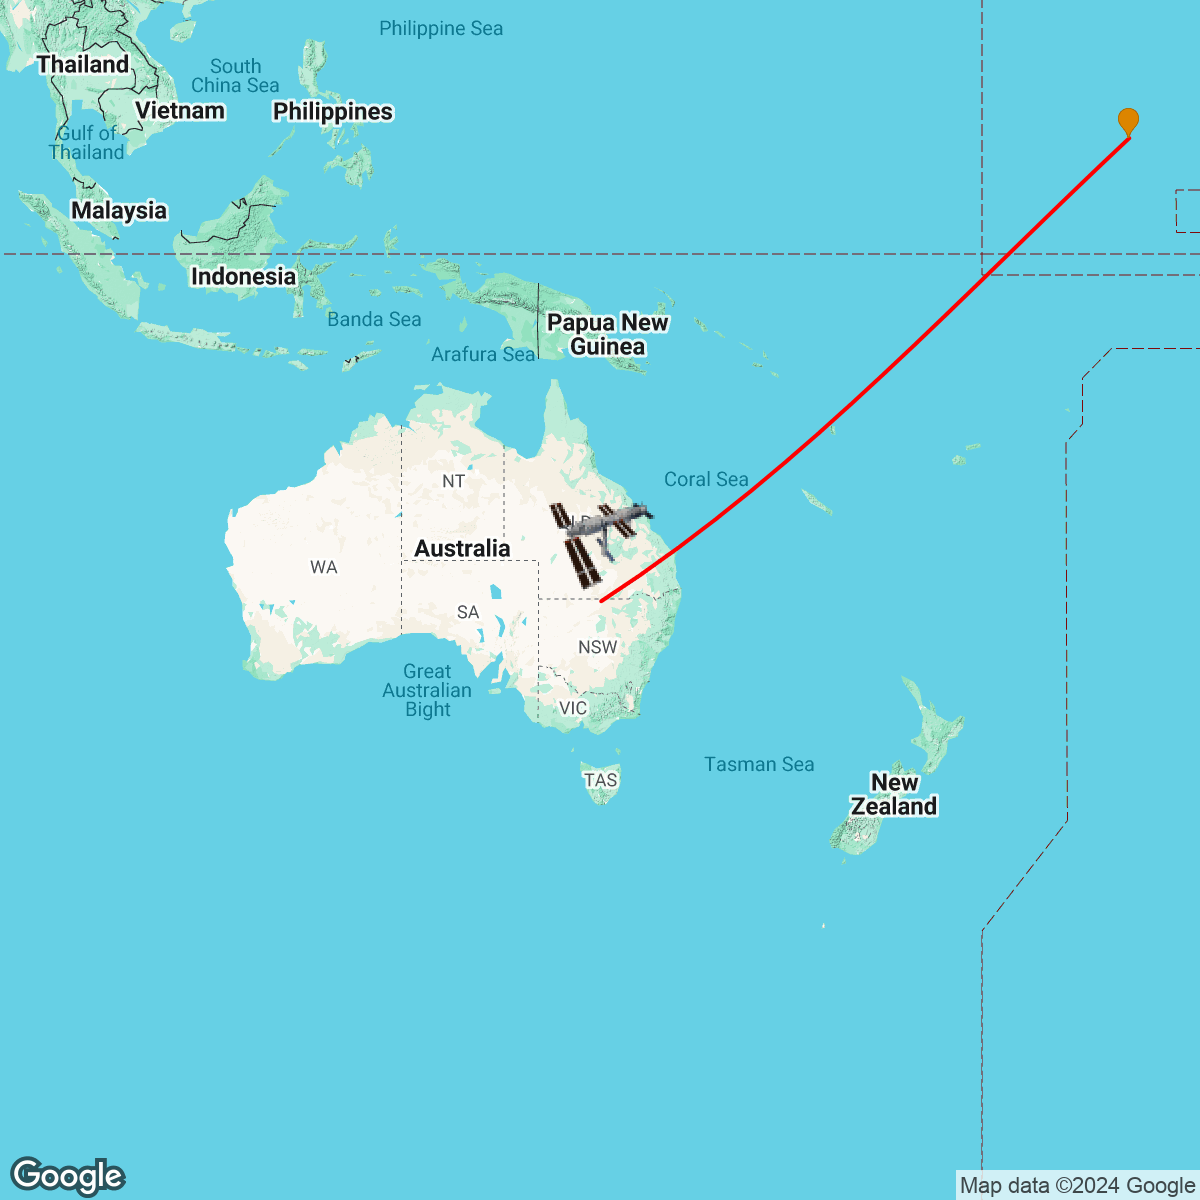 Philippine Sea
Thailand
South
China Sea
Vietnam
Philippines
Gulf of
Thailand
Malaysia
Indonesia
Banda Sea
Papua New
Guinea
Arafura Sea
NT
Coral Sea
Australia
WA
SA
NSW
Great
Australian
Bight
VIC
Tasman Sea
TAS
New
Zealand
Google
Map data ©2024 Google